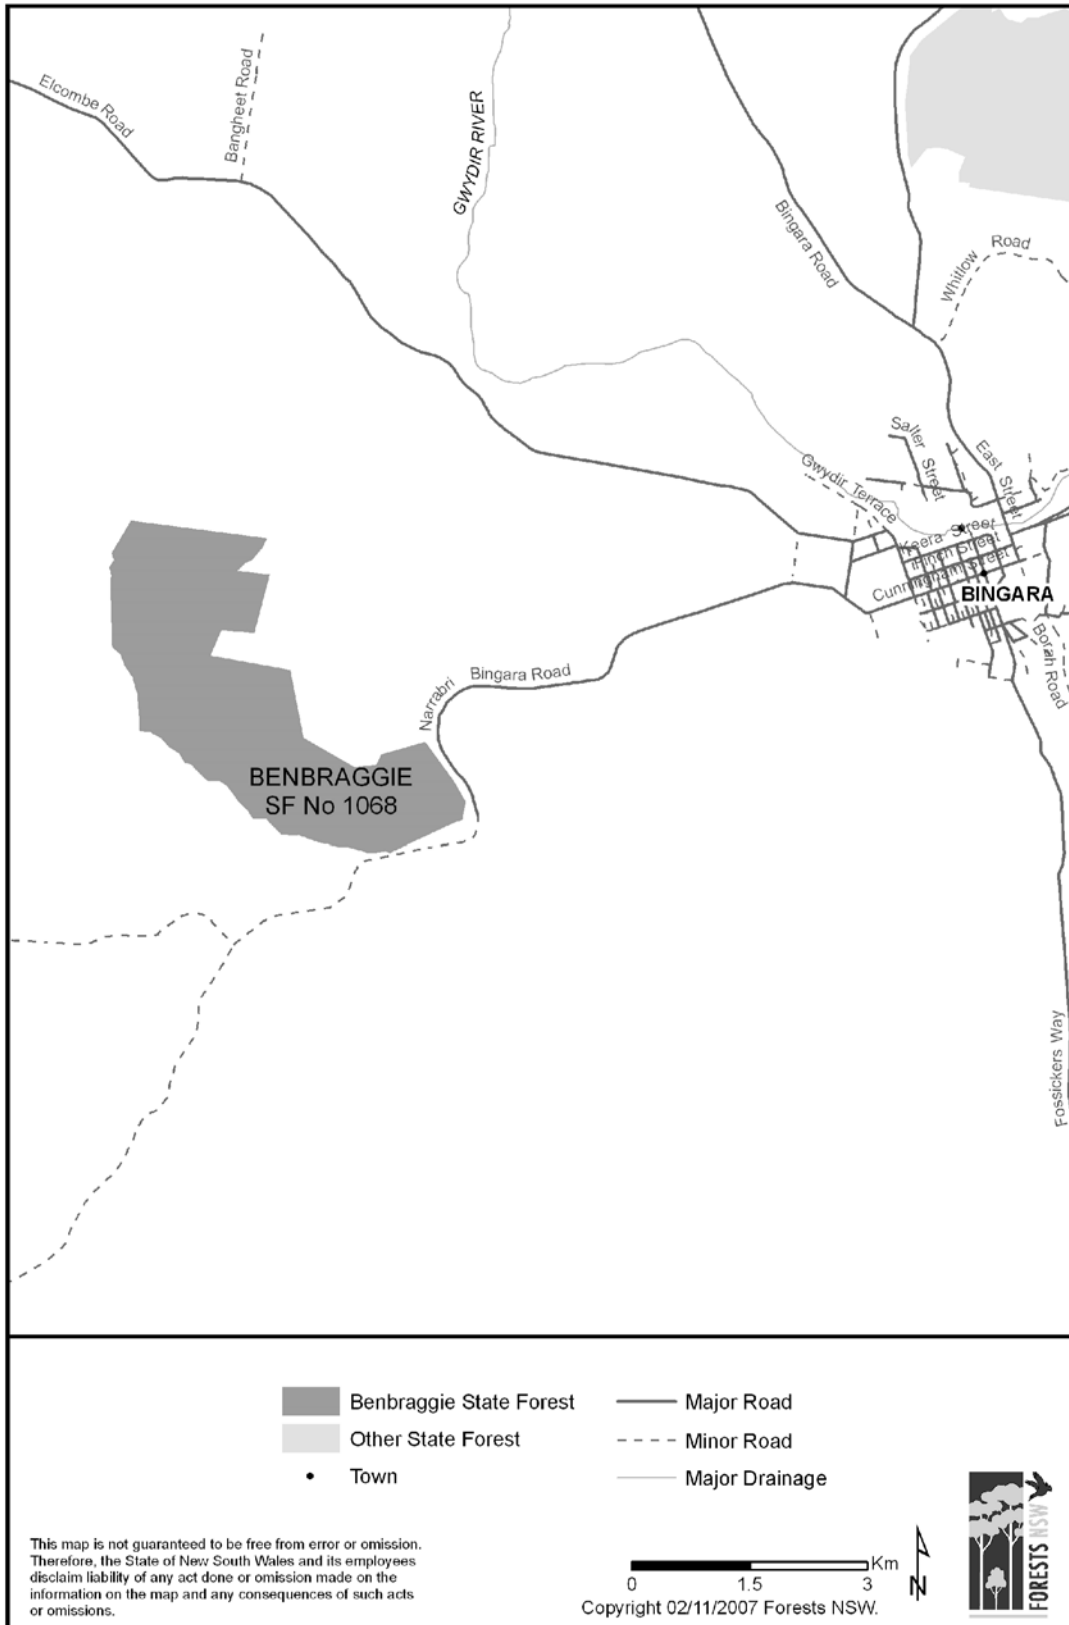 Elcombe Road
Bangheet Road
GWYDIR RIVER
Bingara Road
Whitlow Road
Salter Street
East Street
Gwydir Terrace
Keera Street
Finch Street
Cunningham Street
BINGARA
Borah Road
Narrabri Bingara Road
BENBRAGGIE
SF No 1068
Fossickers Way
Benbraggie State Forest
Other State Forest
Town
Major Road
Minor Road
Major Drainage
This map is not guaranteed to be free from error or omission.
Therefore, the State of New South Wales and its employees
disclaim liability of any act done or omission made on the
information on the map and any consequences of such acts
or omissions.
Km
0 1.5 3
Copyright 02/11/2007 Forests NSW.
N
FORESTS NSW